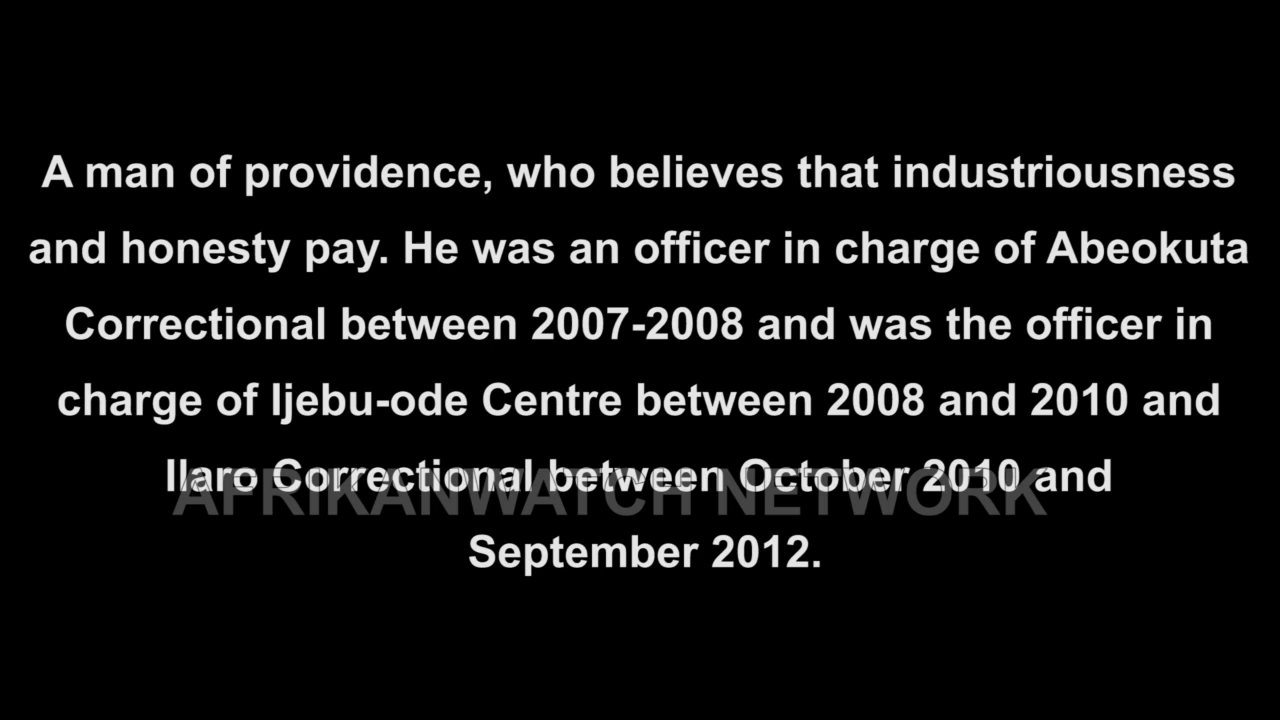 A man of providence, who believes that industriousness
and honesty pay. He was an officer in charge of Abeokuta
Correctional between 2007-2008 and was the officer in
charge of Ijebu-ode Centre between 2008 and 2010 and
Ilaro Correctional between October 2010 and
AFRIKANWATCH NETWORK
September 2012.